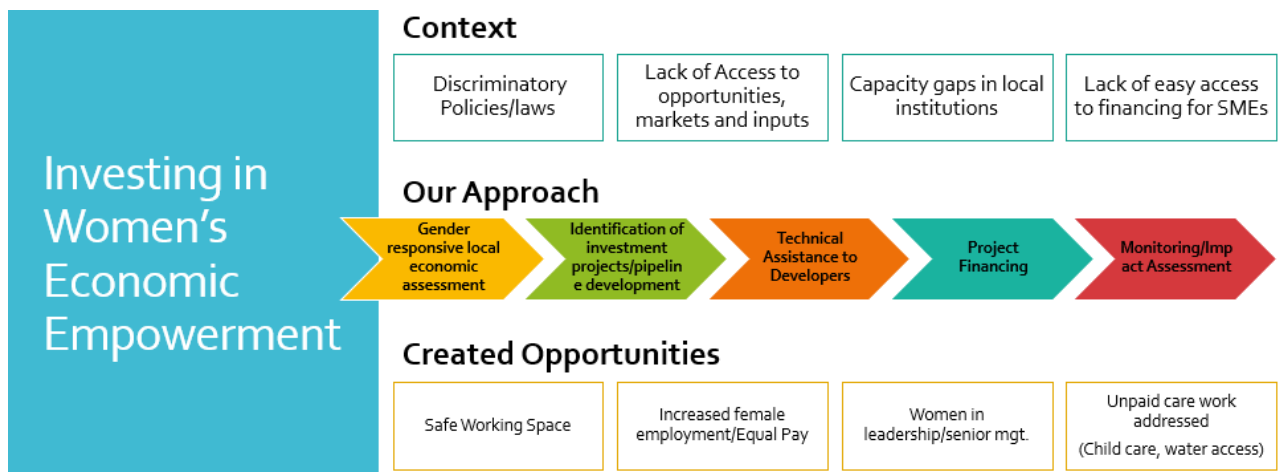 Investing in
Women's
Economic
Empowerment
Context
Discriminatory
Policies/laws
Lack of Access to
opportunities,
markets and inputs
Capacity gaps in local
institutions
Lack of easy access
to financing for SMEs
Our Approach
Gender
responsive local
economic
assessment
Identification of
investment
projects/pipelin
e development
Technical
Assistance to
Developers
Project
Financing
Monitoring/Imp
act Assessment
Created Opportunities
Safe Working Space
Increased female
employment/Equal Pay
Women in
leadership/senior mgt.
Unpaid care work
addressed
(Child care, water access)